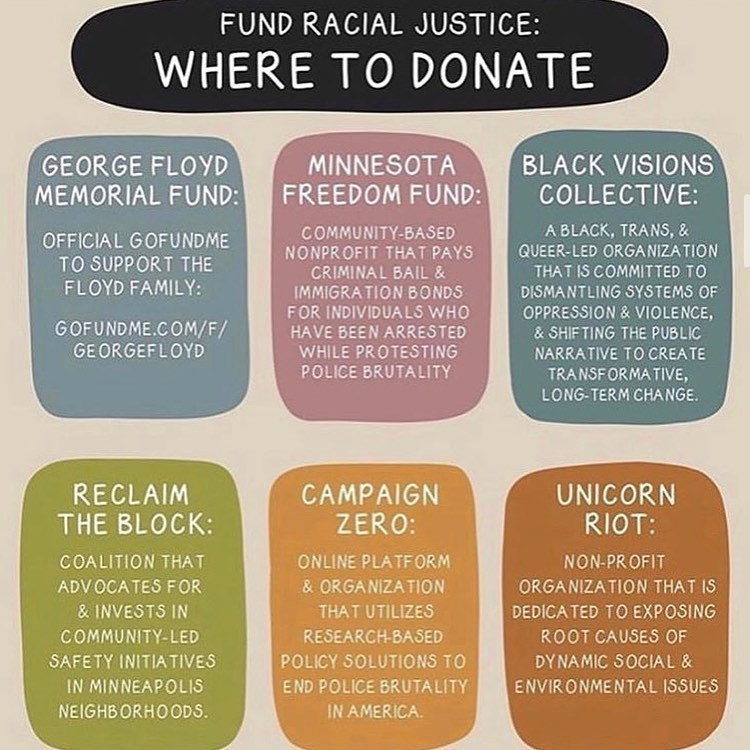 FUND RACIAL JUSTICE:
WHERE TO DONATE
GEORGE FLOYD
MEMORIAL FUND:
OFFICIAL GOFUNDME
TO SUPPORT THE
FLOYD FAMILY:
GOFUNDME.COM/F/
GEORGEFLOYD
MINNESOTA
FREEDOM FUND:
COMMUNITY-BASED
NONPROFIT THAT PAYS
CRIMINAL BAIL &
IMMIGRATION BONDS
FOR INDIVIDUALS WHO
HAVE BEEN ARRESTED
WHILE PROTESTING
POLICE BRUTALITY
BLACK VISIONS
COLLECTIVE:
A BLACK, TRANS, &
QUEER-LED ORGANIZATION
THAT IS COMMITTED TO
DISMANTLING SYSTEMS OF
OPPRESSION & VIOLENCE,
& SHIFTING THE PUBLIC
NARRATIVE TO CREATE
TRANSFORMATIVE,
LONG-TERM CHANGE.
RECLAIM
THE BLOCK:
COALITION THAT
ADVOCATES FOR
& INVESTS IN
COMMUNITY-LED
SAFETY INITIATIVES
IN MINNEAPOLIS
NEIGHBORHOODS.
CAMPAIGN
ZERO:
ONLINE PLATFORM
& ORGANIZATION
THAT UTILIZES
RESEARCH-BASED
POLICY SOLUTIONS TO
END POLICE BRUTALITY
IN AMERICA.
UNICORN
RIOT:
NON-PROFIT
ORGANIZATION THAT IS
DEDICATED TO EXPOSING
ROOT CAUSES OF
DYNAMIC SOCIAL &
ENVIRONMENTAL ISSUES